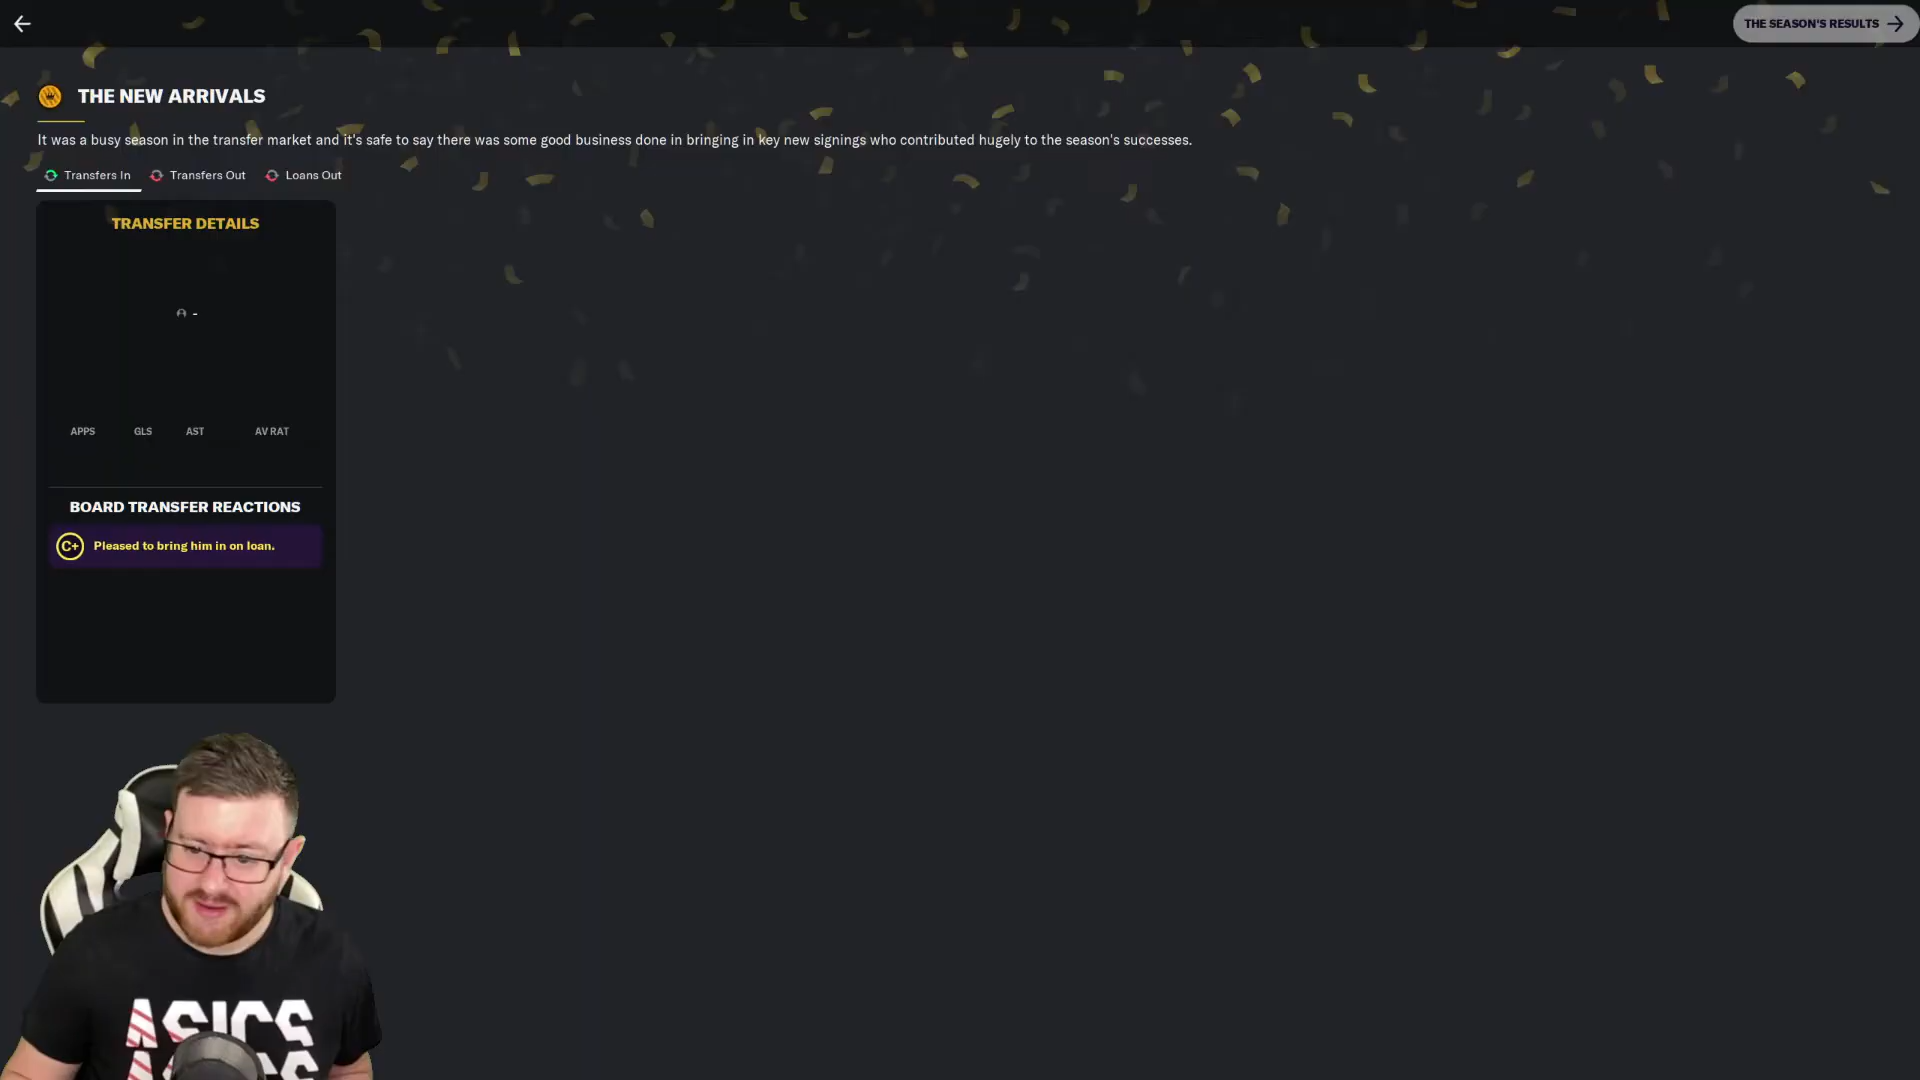 THE SEASON'S RESULTS
THE NEW ARRIVALS
It was a busy season in the transfer market and it's safe to say there was some good business done in bringing in key new signings who contributed hugely to the season's successes.
Transfers In Transfers Out Loans Out
TRANSFER DETAILS
-
APPS GLS AST AV RAT
BOARD TRANSFER REACTIONS
C+ Pleased to bring him in on loan.
ASICS